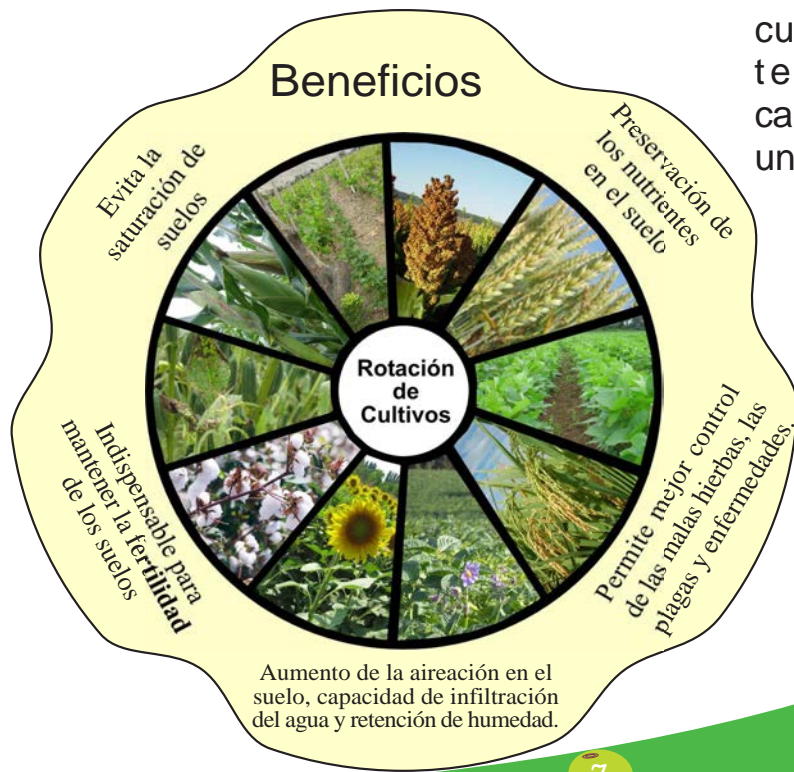 Beneficios
Evita la
saturación de
suelos
Preservación de
los nutrientes
en el suelo
Rotación
de
Cultivos
Indispensable para
mantener la fertilidad
de los suelos
Permite mejor control
de las malas hierbas, las
plagas y enfermedades.
Aumento de la aireación en el
suelo, capacidad de infiltración
del agua y retención de humedad.
cu
te
ca
un
7